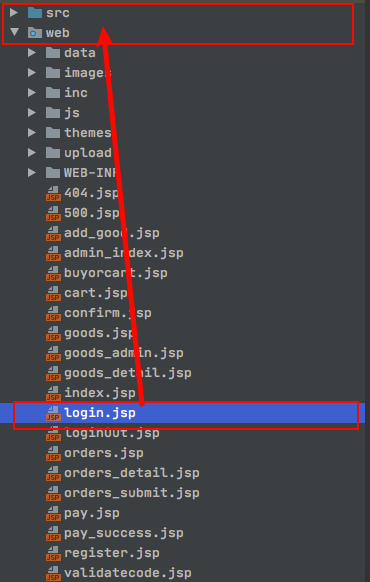 src
web
data
images
inc
js
themes
upload
WEB-INF
404.jsp
500.jsp
add_good.jsp
admin_index.jsp
buyorcart.jsp
cart.jsp
confirm.jsp
goods.jsp
goods_admin.jsp
goods_detail.jsp
index.jsp
login.jsp
loginOut.jsp
orders.jsp
orders_detail.jsp
orders_submit.jsp
pay.jsp
pay_success.jsp
register.jsp
validatecode.jsp